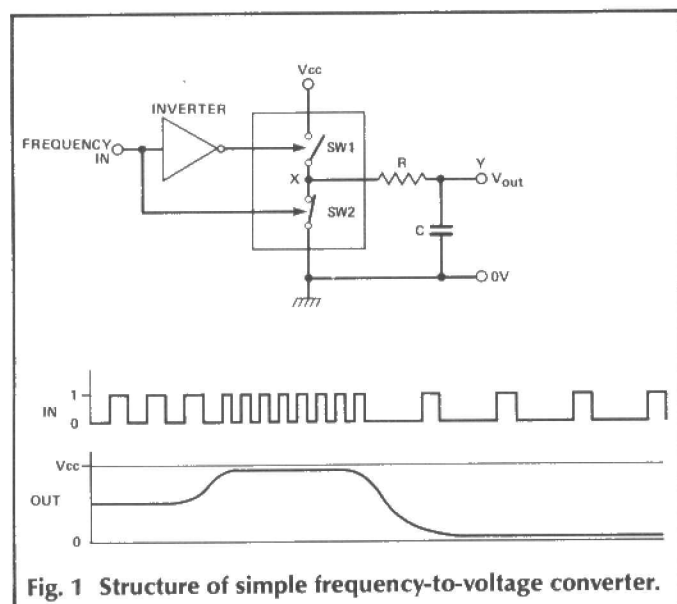 Vcc
INVERTER
FREQUENCY
IN
SW1
X
SW2
R
Y
Vout
C
0V
1
IN
0
Vcc
OUT
0
Fig. 1 Structure of simple frequency-to-voltage converter.